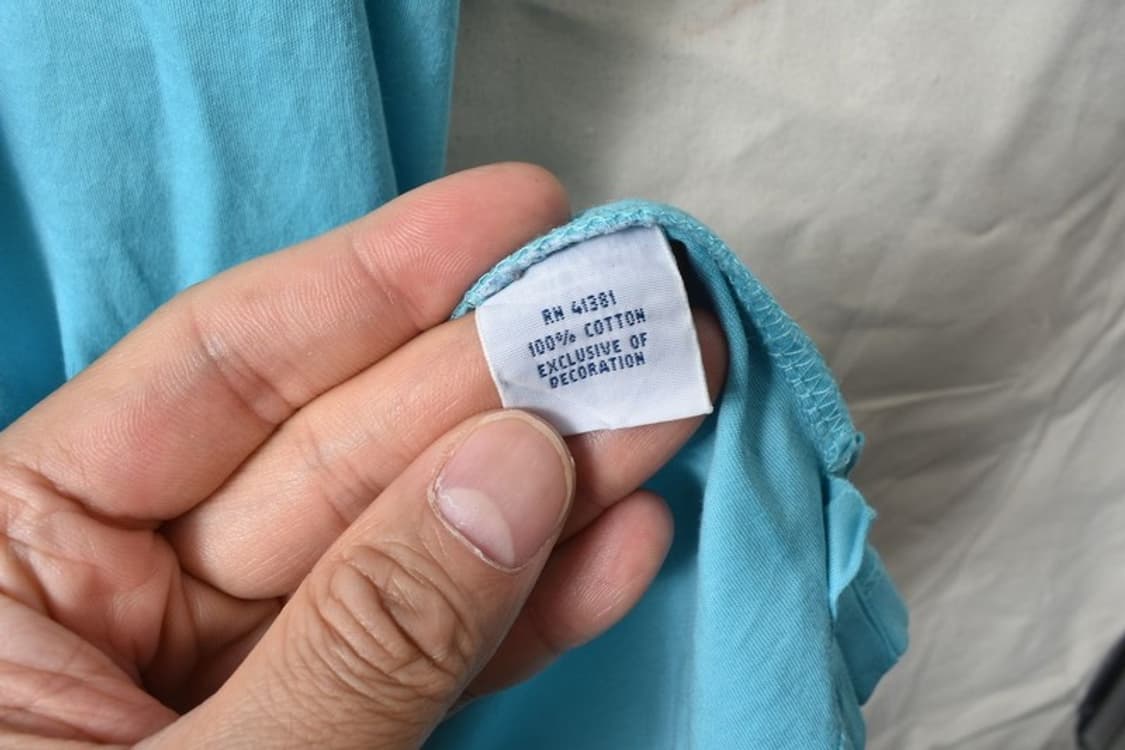 RN 41381
100% COTTON
EXCLUSIVE OF
DECORATION